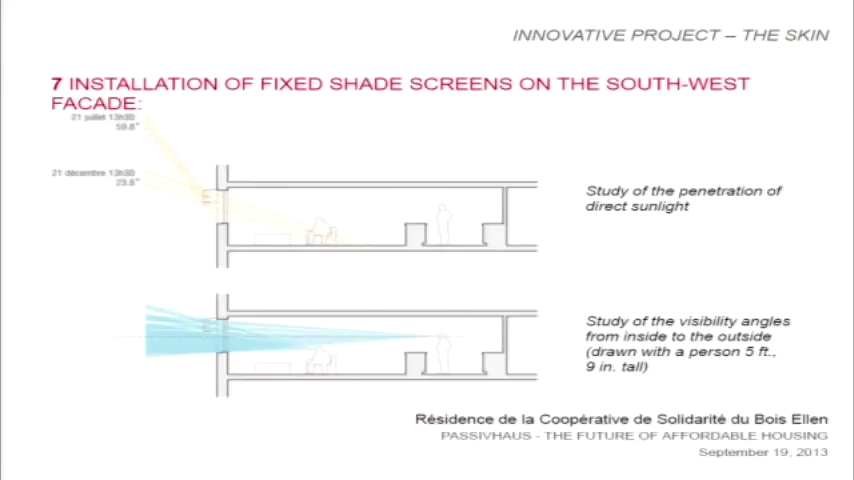 INNOVATIVE PROJECT – THE SKIN
7 INSTALLATION OF FIXED SHADE SCREENS ON THE SOUTH-WEST
FACADE:
21 juillet 13h30
59.8°
21 décembre 13h30
23.8°
Study of the penetration of
direct sunlight
Study of the visibility angles
from inside to the outside
(drawn with a person 5 ft.,
9 in. tall)
Résidence de la Coopérative de Solidarité du Bois Ellen
PASSIVHAUS - THE FUTURE OF AFFORDABLE HOUSING
September 19, 2013